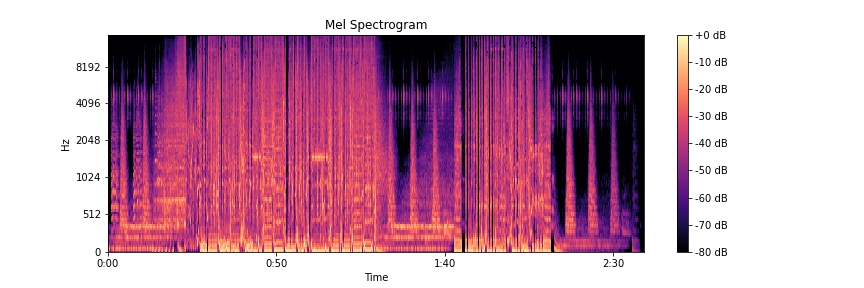 Mel Spectrogram
Hz
8192
4096
2048
1024
512
0
0:00
0:50
1:40
2:30
Time
+0 dB
-10 dB
-20 dB
-30 dB
-40 dB
-50 dB
-60 dB
-70 dB
-80 dB